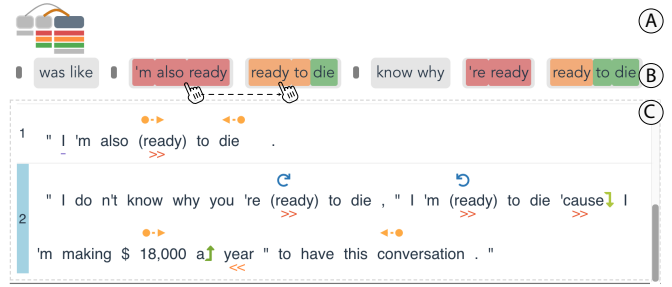 A
was like 'm also ready ready to die know why 're ready ready to die B
C
1 " I 'm also (ready) to die .
>>
2 " I do n't know why you 're (ready) to die , " I 'm (ready) to die 'cause I
>> >> >>
'm making $ 18,000 a year " to have this conversation . "
<<